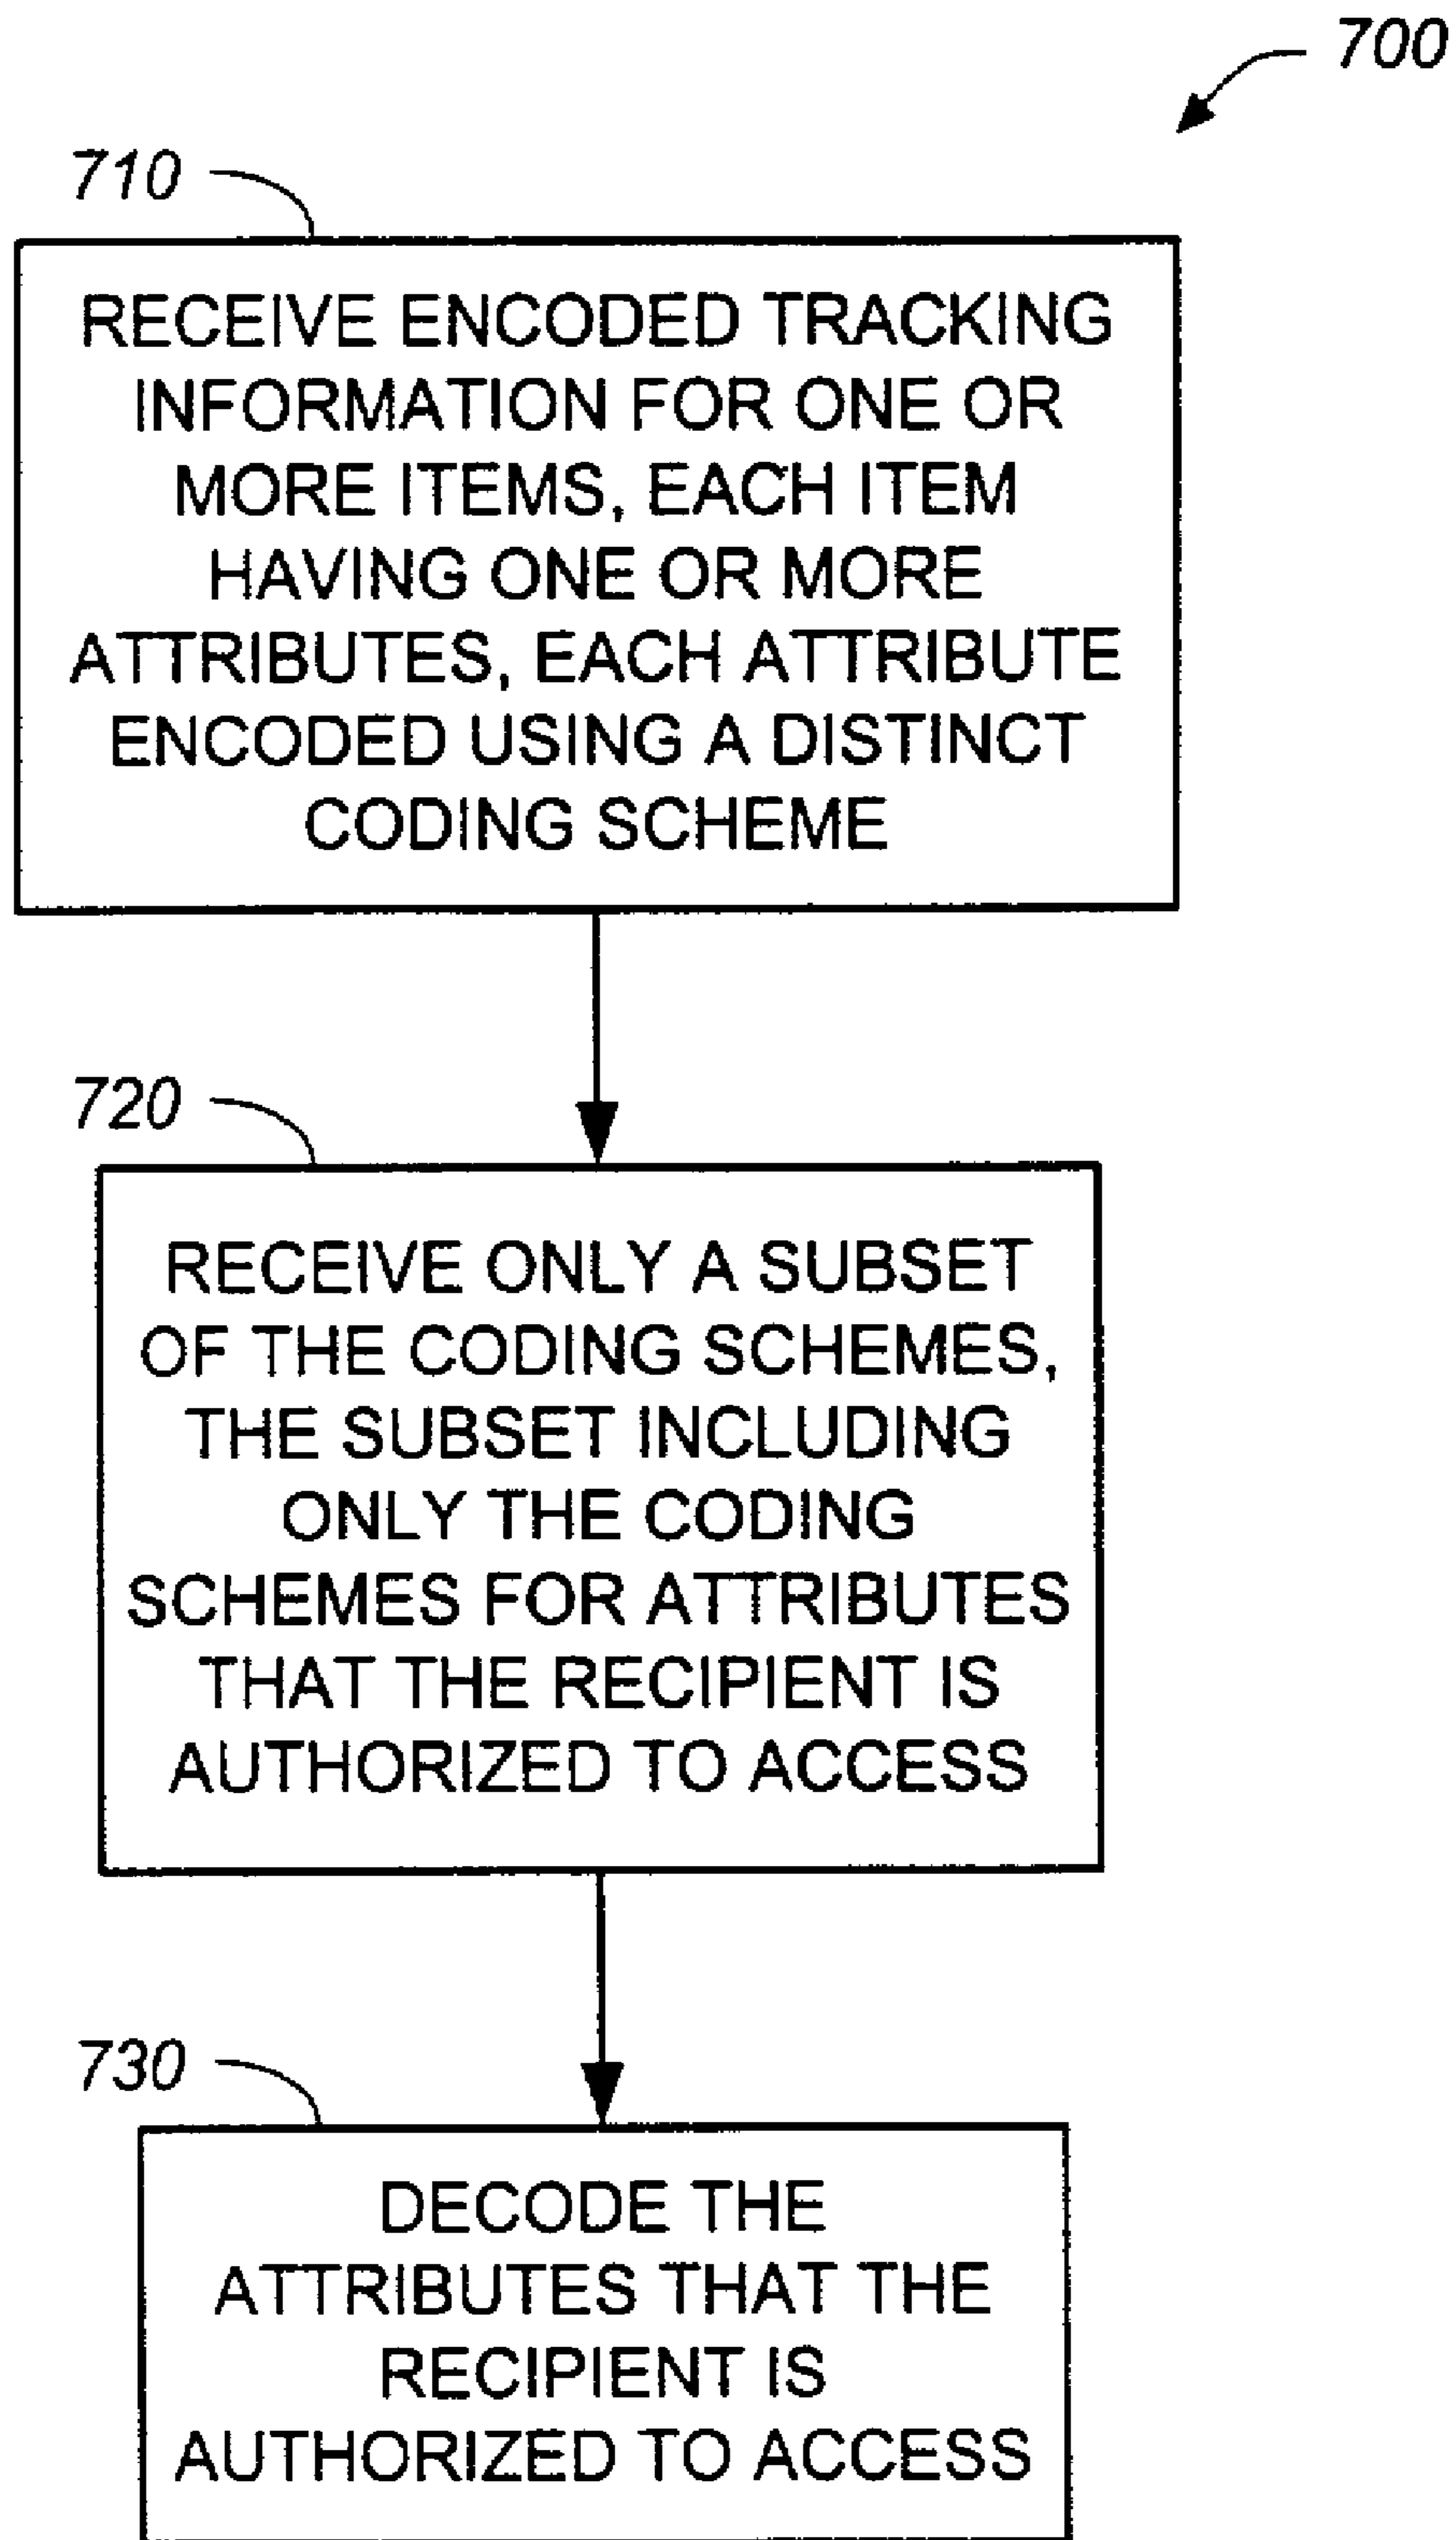 700
710
RECEIVE ENCODED TRACKING
INFORMATION FOR ONE OR
MORE ITEMS, EACH ITEM
HAVING ONE OR MORE
ATTRIBUTES, EACH ATTRIBUTE
ENCODED USING A DISTINCT
CODING SCHEME
720
RECEIVE ONLY A SUBSET
OF THE CODING SCHEMES,
THE SUBSET INCLUDING
ONLY THE CODING
SCHEMES FOR ATTRIBUTES
THAT THE RECIPIENT IS
AUTHORIZED TO ACCESS
730
DECODE THE
ATTRIBUTES THAT THE
RECIPIENT IS
AUTHORIZED TO ACCESS